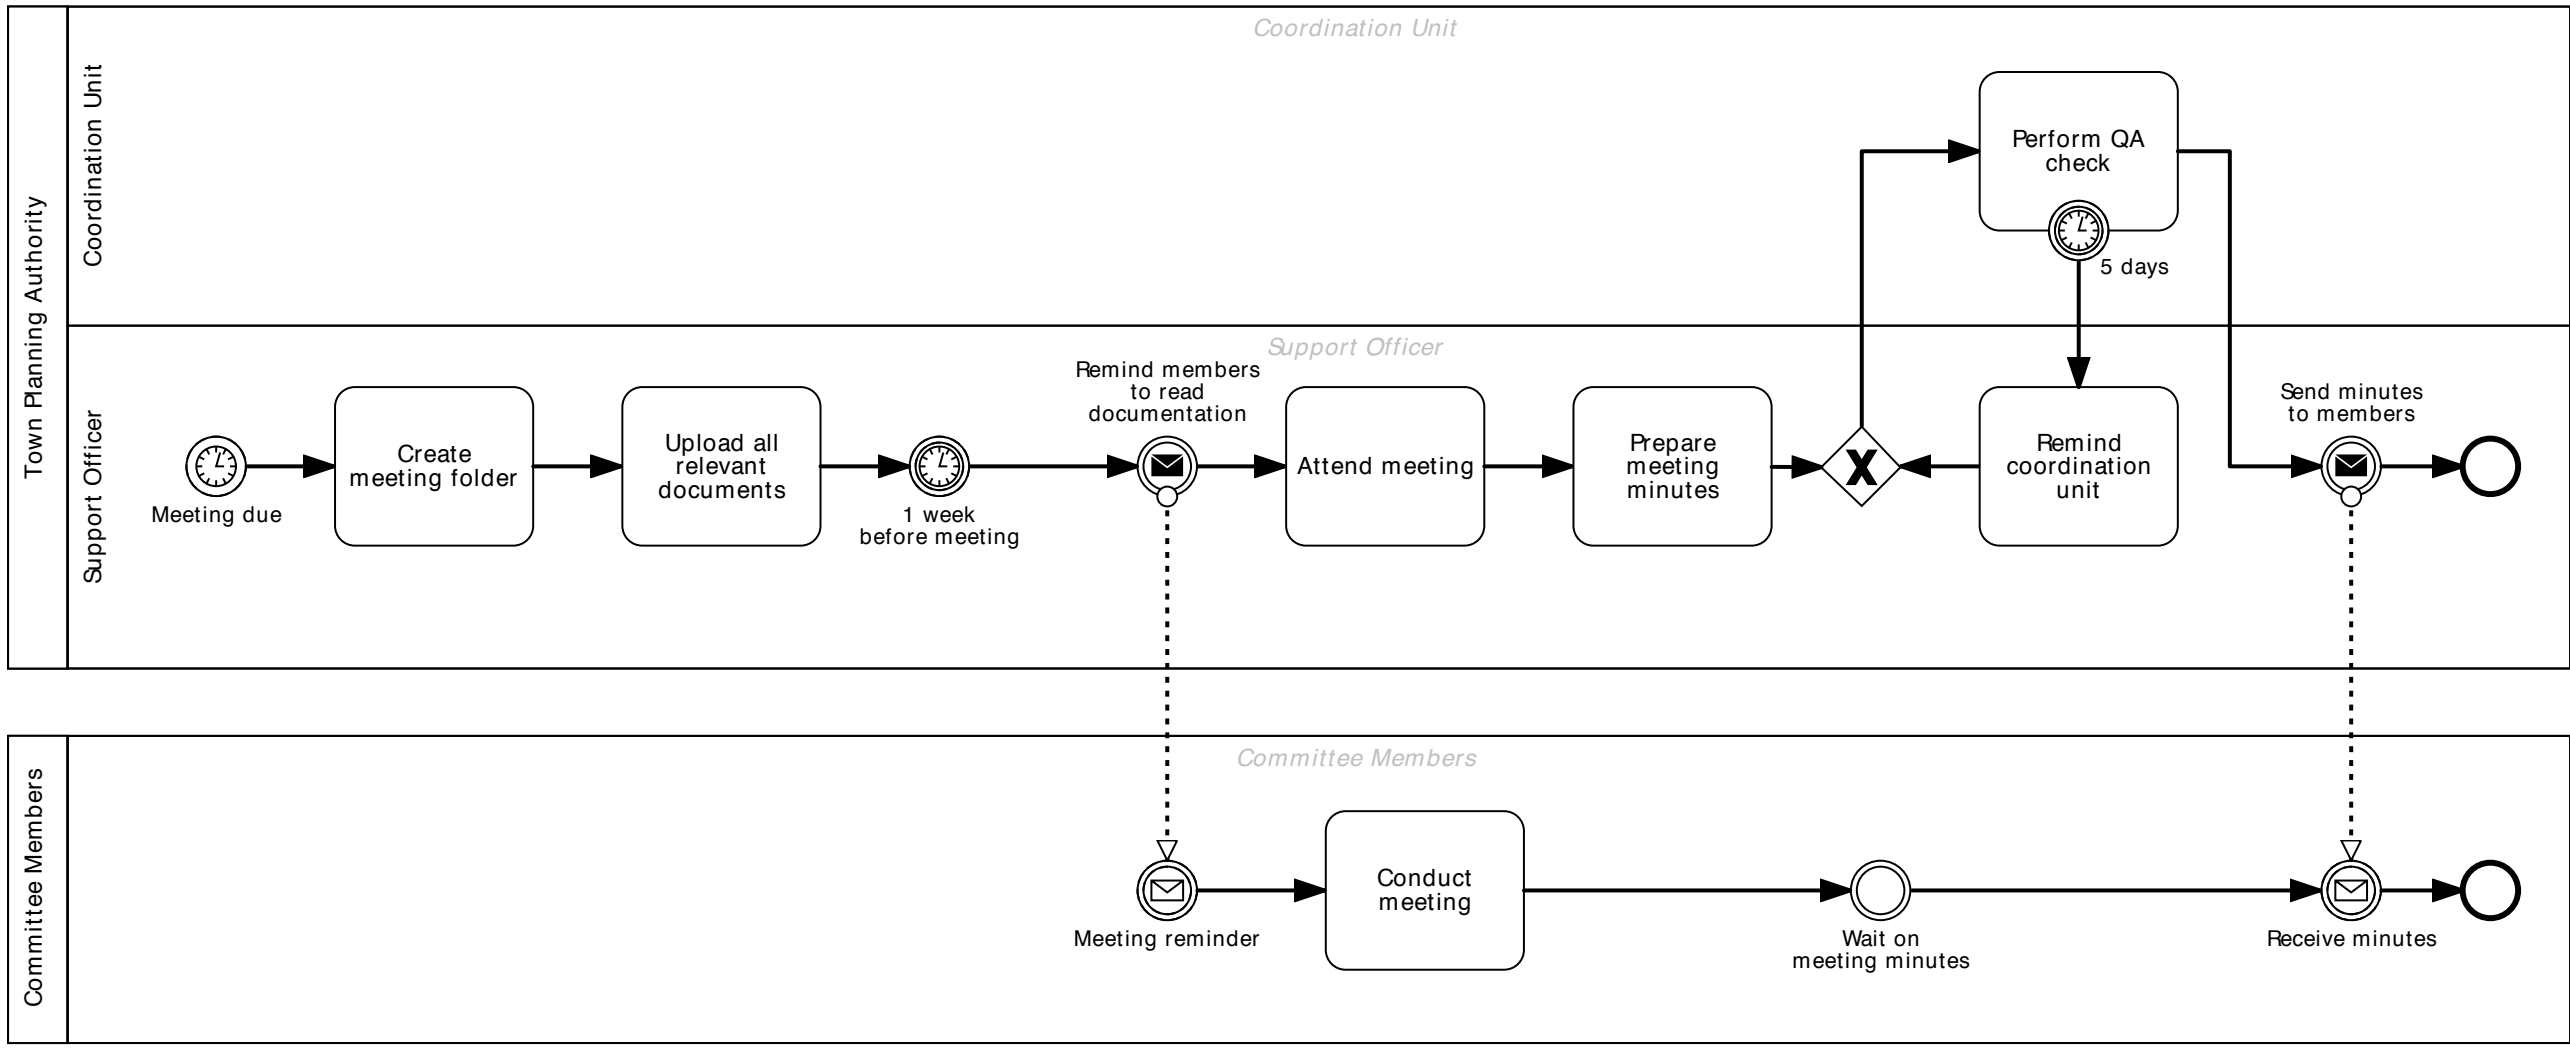 Town Planning Authority
Coordination Unit
Coordination Unit
Perform QA
check
5 days
Support Officer
Support Officer
Meeting due
Create
meeting folder
Upload all
relevant
documents
1 week
before meeting
Remind members
to read
documentation
Attend meeting
Prepare
meeting
minutes
X
Remind
coordination
unit
Send minutes
to members
Committee Members
Committee Members
Meeting reminder
Conduct
meeting
Wait on
meeting minutes
Receive minutes